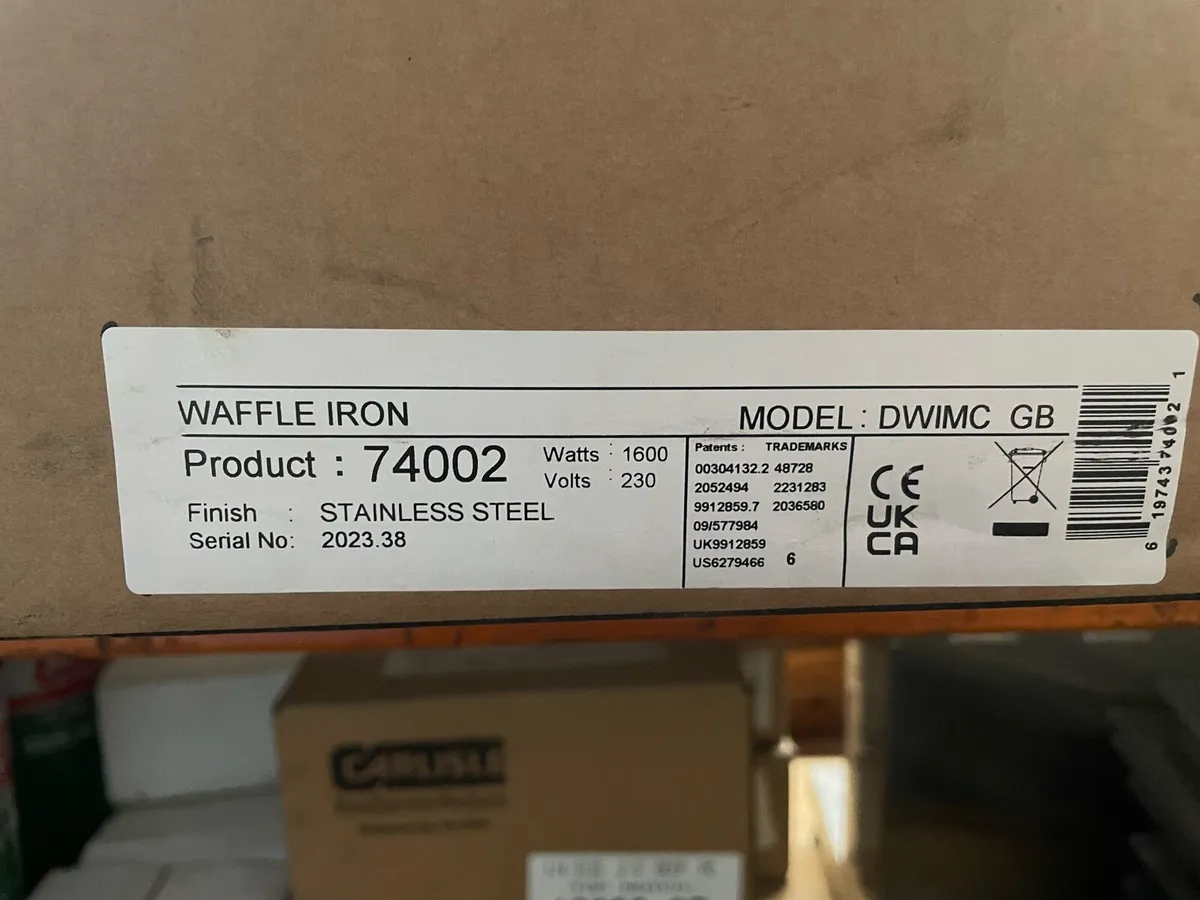 WAFFLE IRON
MODEL : DWIMC GB
Product : 74002
Watts : 1600
Volts : 230
Finish : STAINLESS STEEL
Serial No: 2023.38
Patents : TRADEMARKS
00304132.2 48728
2052494 2231283
9912859.7 2036580
09/577984
UK9912859
US6279466 6
CE
UK
CA
6 19743 74002 1
CARLISLE